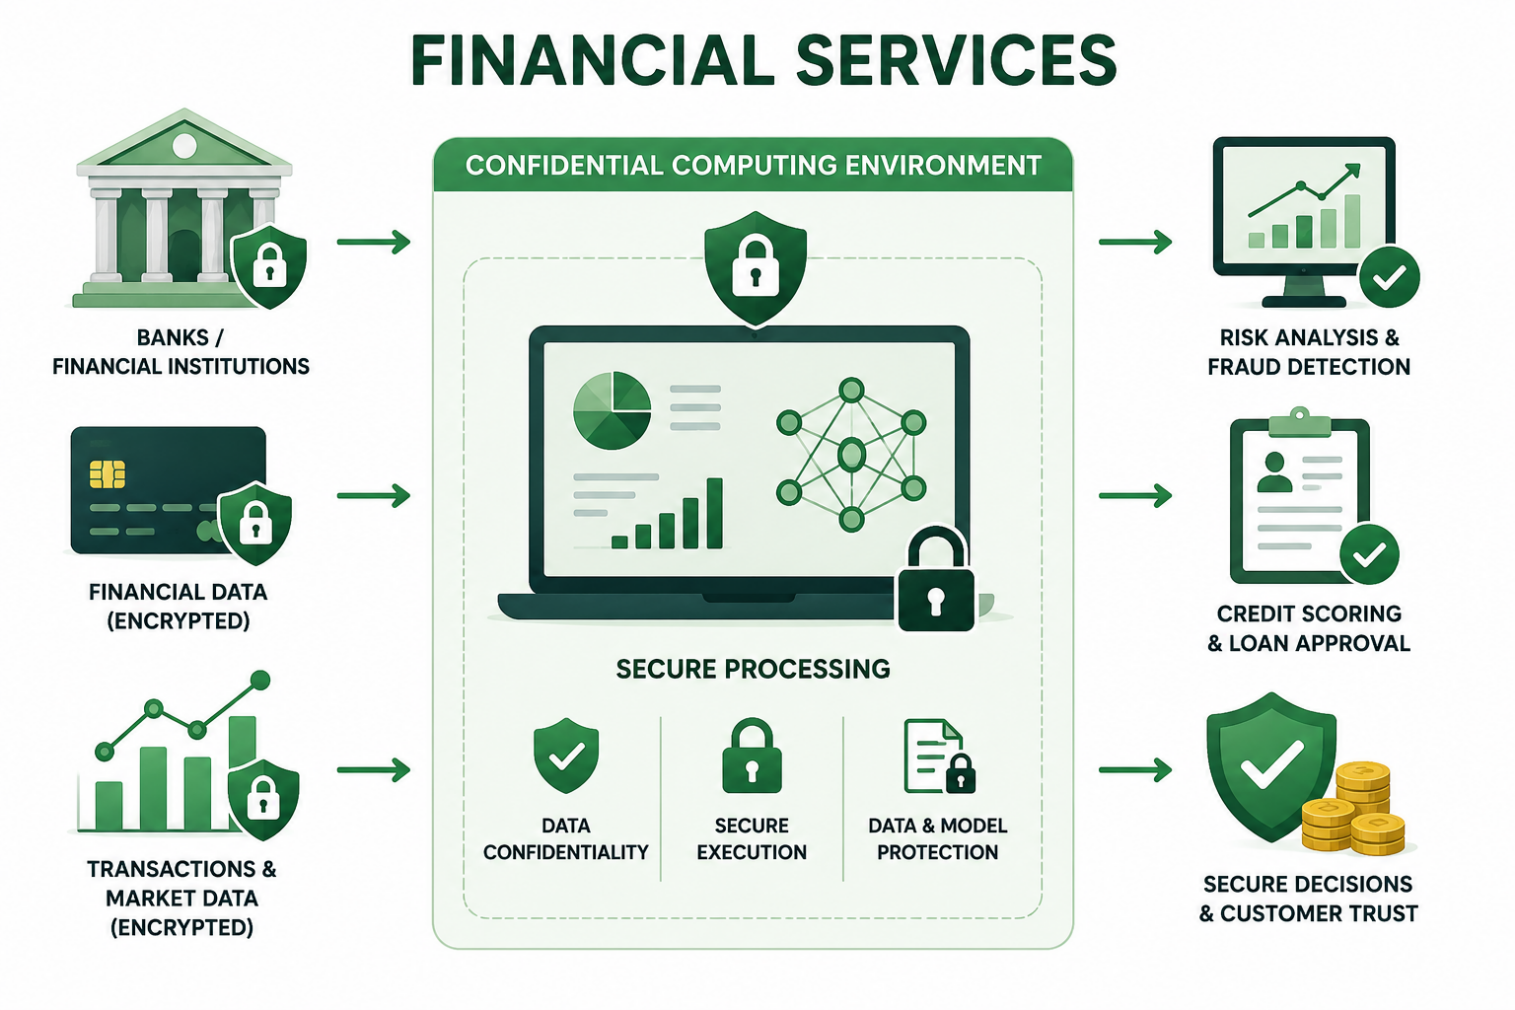 FINANCIAL SERVICES
BANKS /
FINANCIAL INSTITUTIONS
FINANCIAL DATA
(ENCRYPTED)
TRANSACTIONS &
MARKET DATA
(ENCRYPTED)
CONFIDENTIAL COMPUTING ENVIRONMENT
SECURE PROCESSING
DATA
CONFIDENTIALITY
SECURE
EXECUTION
DATA & MODEL
PROTECTION
RISK ANALYSIS &
FRAUD DETECTION
CREDIT SCORING
& LOAN APPROVAL
SECURE DECISIONS
& CUSTOMER TRUST